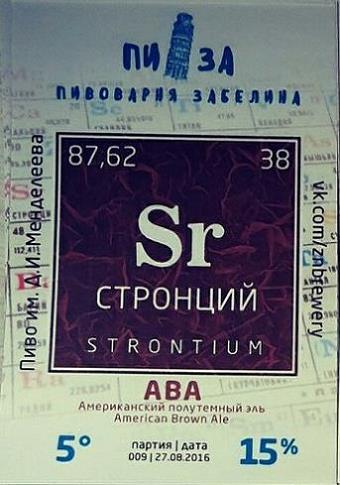 ПИ ЗА
ПИВОВАРНЯ ЗАБЕЛИНА
Пиво им. Д.И.Менделеева
87,62 38
Sr
СТРОНЦИЙ
STRONTIUM
vk.com/znbrewery
АВА
Американский полутемный эль
American Brown Ale
5° партия | дата 15%
009 | 27.08.2016